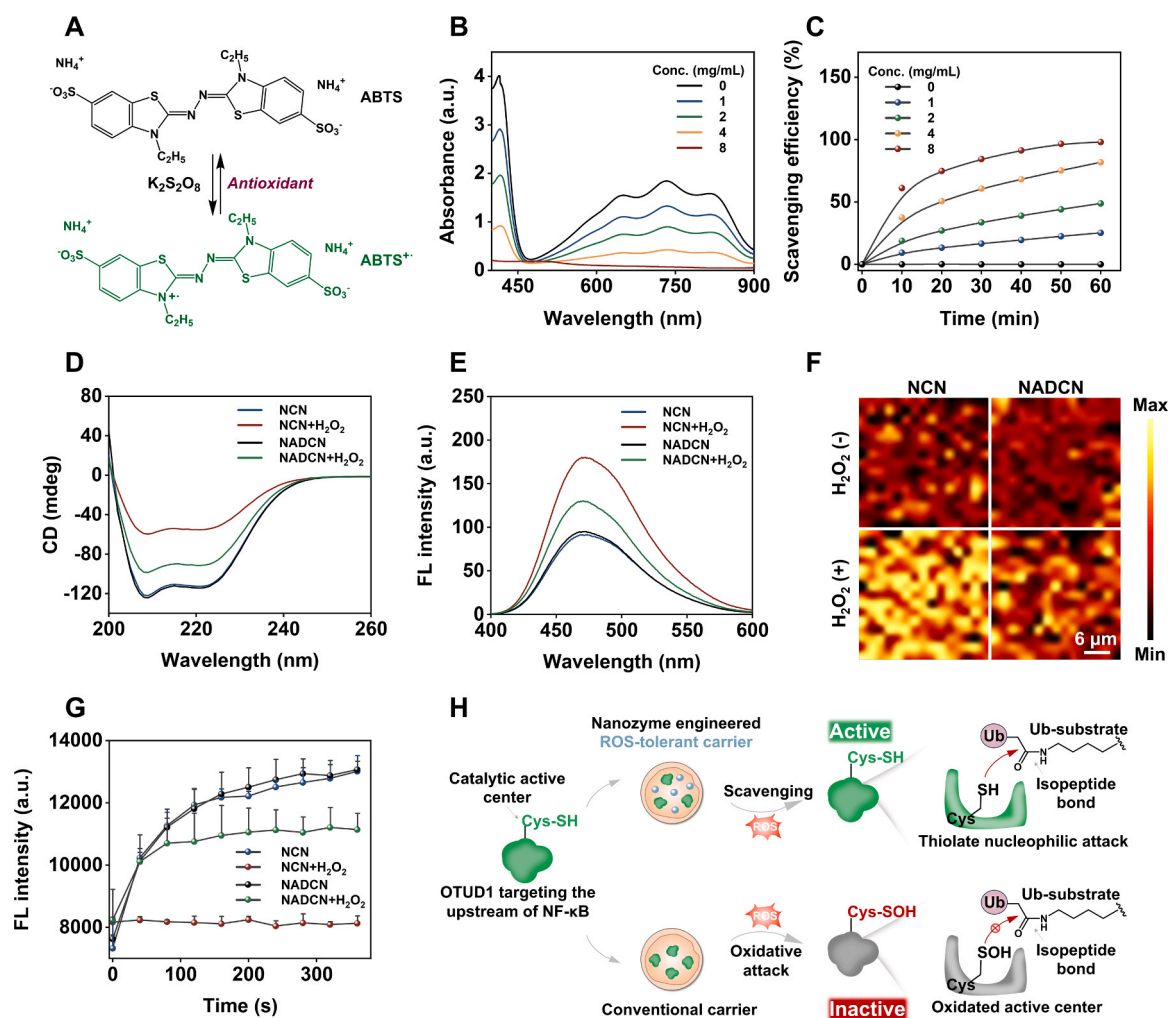 A
NH₄⁺
⁻O₃S
S
N
N
C₂H₅
N
S
N
C₂H₅
NH₄⁺
ABTS
SO₃⁻
K₂S₂O₈
Antioxidant
NH₄⁺
⁻O₃S
S
N
N
C₂H₅
N
S
N
+·
C₂H₅
NH₄⁺
ABTS⁺·
SO₃⁻
B
Absorbance (a.u.)
4
3
2
1
0
Conc. (mg/mL)
0
1
2
4
8
450
600
750
900
Wavelength (nm)
C
Scavenging efficiency (%)
150
100
50
0
Conc. (mg/mL)
0
1
2
4
8
0
10
20
30
40
50
60
Time (min)
D
CD (mdeg)
80
40
0
-40
-80
-120
NCN
NCN+H₂O₂
NADCN
NADCN+H₂O₂
200
220
240
260
Wavelength (nm)
E
FL intensity (a.u.)
250
200
150
100
50
0
NCN
NCN+H₂O₂
NADCN
NADCN+H₂O₂
400
450
500
550
600
Wavelength (nm)
F
NCN
NADCN
H₂O₂ (-)
H₂O₂ (+)
6 μm
Max
Min
G
FL intensity (a.u.)
14000
12000
10000
8000
NCN
NCN+H₂O₂
NADCN
NADCN+H₂O₂
0
100
200
300
Time (s)
H
Catalytic active
center
Cys-SH
OTUD1 targeting the
upstream of NF-κB
Nanozyme engineered
ROS-tolerant carrier
Scavenging
ROS
Active
Cys-SH
Ub
Ub-substrate
O
N
H
SH
Cys
Isopeptide
bond
Thiolate nucleophilic attack
Conventional carrier
ROS
Oxidative
attack
Cys-SOH
Inactive
Ub
Ub-substrate
O
N
H
SOH
Cys
Isopeptide
bond
Oxidated active center